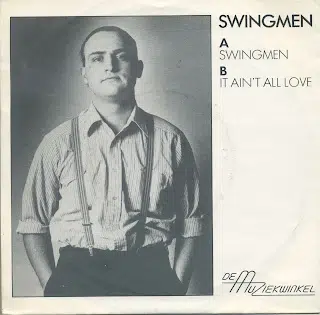 SWINGMEN
A
SWINGMEN
B
IT AIN'T ALL LOVE
DE MUZIEKWINKEL